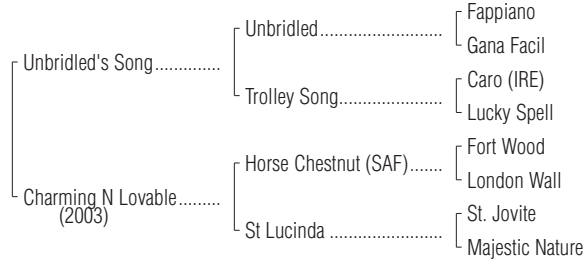 Fappiano
Unbridled..............................
Gana Facil
Unbridled's Song..............
Caro (IRE)
Trolley Song.........................
Lucky Spell
Fort Wood
Horse Chestnut (SAF).......
London Wall
Charming N Lovable.........
(2003)
St. Jovite
St Lucinda ...........................
Majestic Nature